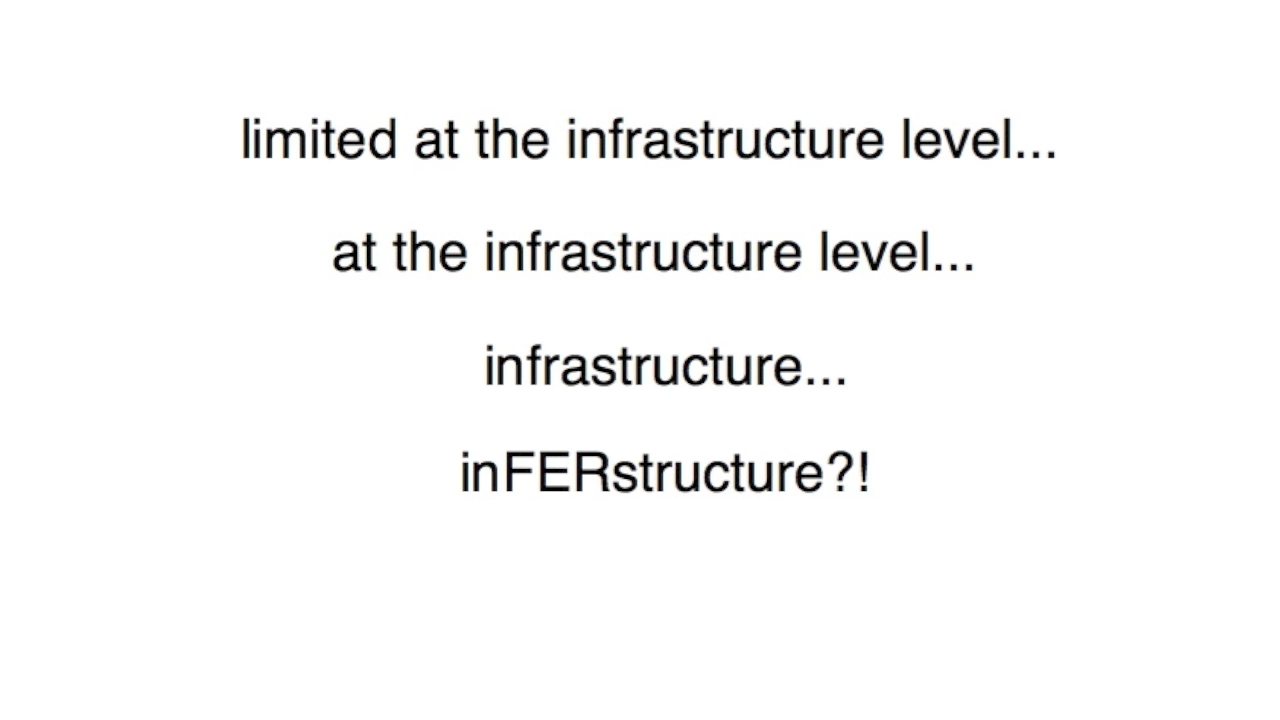 limited at the infrastructure level...
at the infrastructure level...
infrastructure...
inFERstructure?!